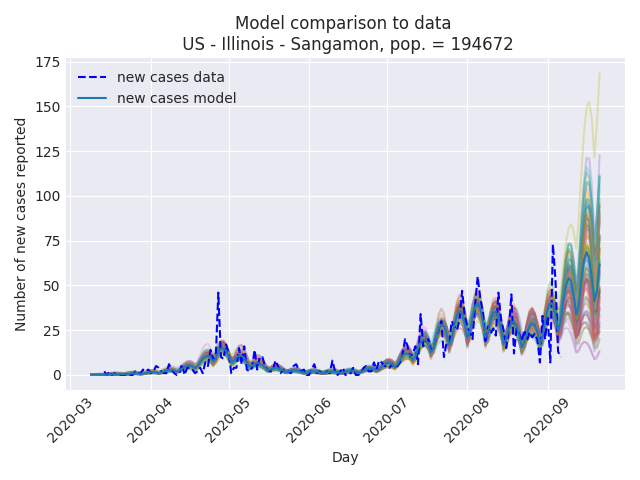 Model comparison to data
US - Illinois - Sangamon, pop. = 194672
new cases data
new cases model
Number of new cases reported
175
150
125
100
75
50
25
0
2020-03
2020-04
2020-05
2020-06
2020-07
2020-08
2020-09
Day